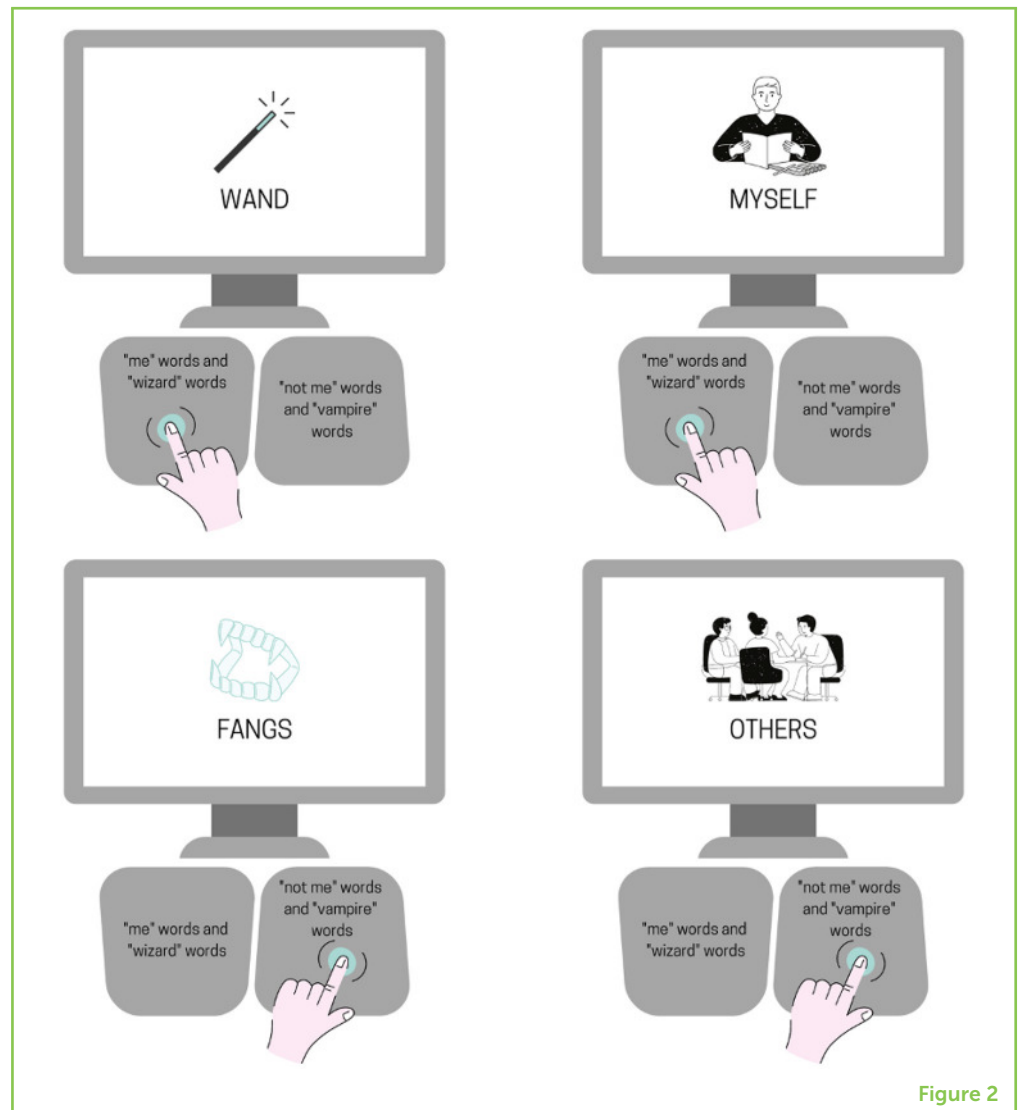 WAND
"me" words and
"wizard" words
"not me" words
and "vampire"
words
MYSELF
"me" words and
"wizard" words
"not me" words
and "vampire"
words
FANGS
"me" words and
"wizard" words
"not me" words
and "vampire"
words
OTHERS
"me" words and
"wizard" words
"not me" words
and "vampire"
words
Figure 2